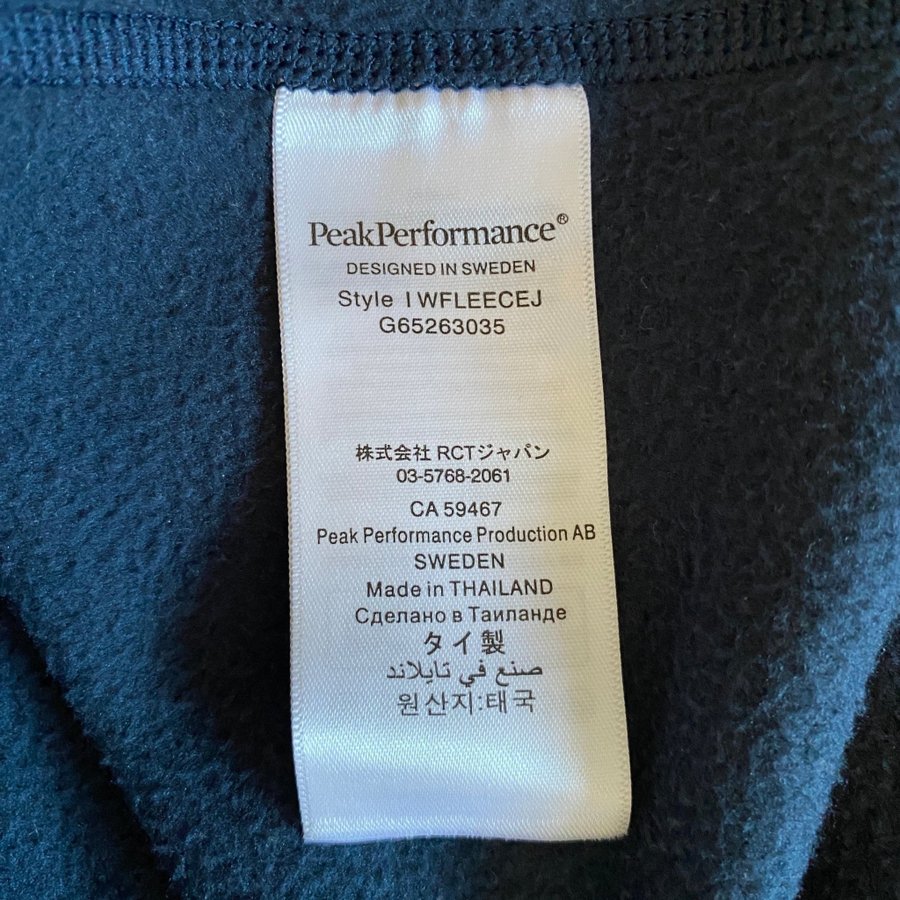 PeakPerformance®
DESIGNED IN SWEDEN
Style I WFLEECEJ
G65263035
株式会社 RCTジャパン
03-5768-2061
CA 59467
Peak Performance Production AB
SWEDEN
Made in THAILAND
Сделано в Таиланде
タイ製
صنع في تايلاند
원산지:태국